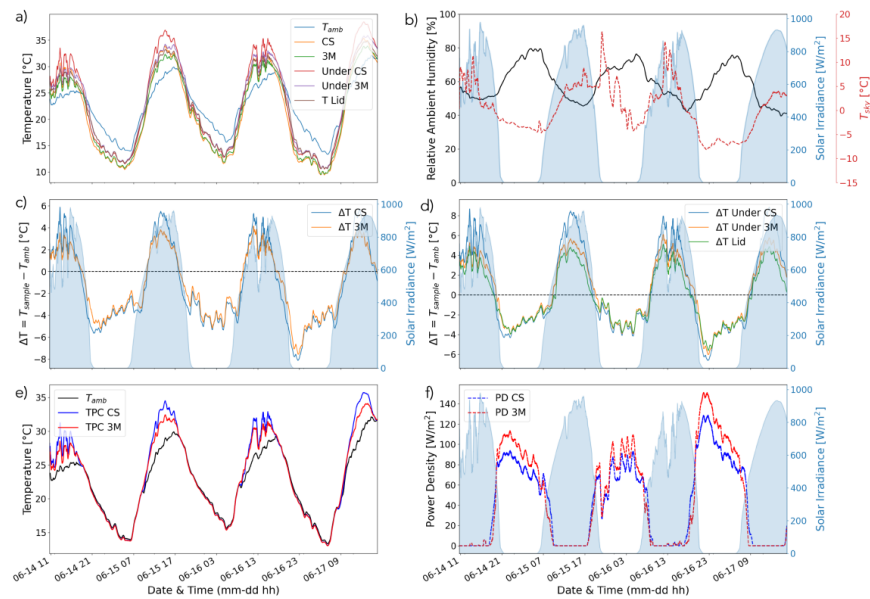 a)
T_amb
CS
3M
Under CS
Under 3M
T Lid
Temperature [°C]
35
30
25
20
15
10
b)
Relative Ambient Humidity [%]
100
80
60
40
20
0
Solar Irradiance [W/m²]
1000
800
600
400
200
0
T_sky [°C]
20
15
10
5
0
−5
−10
−15
c)
ΔT CS
ΔT 3M
ΔT = T_sample − T_amb [°C]
6
4
2
0
−2
−4
−6
−8
Solar Irradiance [W/m²]
1000
800
600
400
200
0
d)
ΔT Under CS
ΔT Under 3M
ΔT Lid
ΔT = T_sample − T_amb [°C]
8
6
4
2
0
−2
−4
−6
Solar Irradiance [W/m²]
1000
800
600
400
200
0
e)
T_amb
TPC CS
TPC 3M
Temperature [°C]
35
30
25
20
15
06-14 11
06-14 21
06-15 07
06-15 17
06-16 03
06-16 13
06-16 23
06-17 09
Date & Time (mm-dd hh)
f)
PD CS
PD 3M
Power Density [W/m²]
140
120
100
80
60
40
20
0
Solar Irradiance [W/m²]
1000
800
600
400
200
0
06-14 11
06-14 21
06-15 07
06-15 17
06-16 03
06-16 13
06-16 23
06-17 09
Date & Time (mm-dd hh)